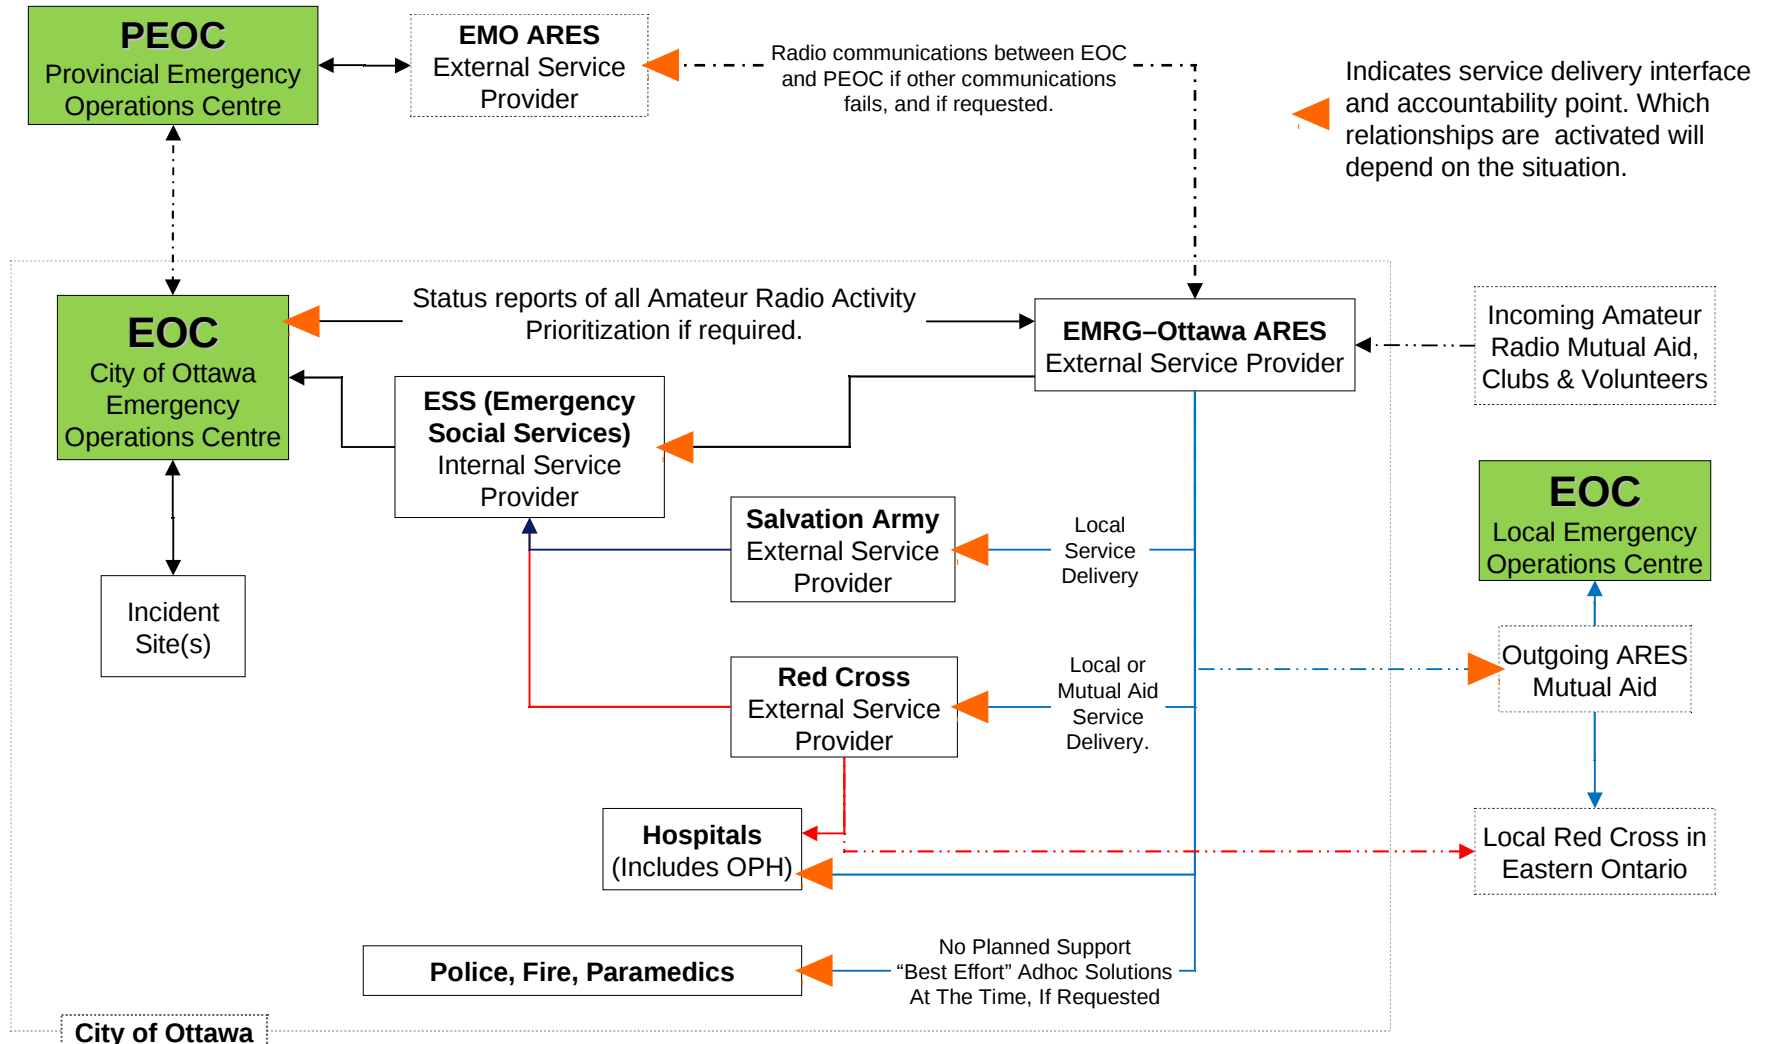 PEOC
Provincial Emergency
Operations Centre
EMO ARES
External Service
Provider
Radio communications between EOC
and PEOC if other communications
fails, and if requested.
Indicates service delivery interface
and accountability point. Which
relationships are  activated will
depend on the situation.
EOC
City of Ottawa
Emergency
Operations Centre
Status reports of all Amateur Radio Activity
Prioritization if required.
EMRG–Ottawa ARES
External Service Provider
Incoming Amateur
Radio Mutual Aid,
Clubs & Volunteers
ESS (Emergency
Social Services)
Internal Service
Provider
Salvation Army
External Service
Provider
Local
Service
Delivery
EOC
Local Emergency
Operations Centre
Incident
Site(s)
Red Cross
External Service
Provider
Local or
Mutual Aid
Service
Delivery.
Outgoing ARES
Mutual Aid
Hospitals
(Includes OPH)
Local Red Cross in
Eastern Ontario
Police, Fire, Paramedics
No Planned Support
“Best Effort” Adhoc Solutions
At The Time, If Requested
City of Ottawa